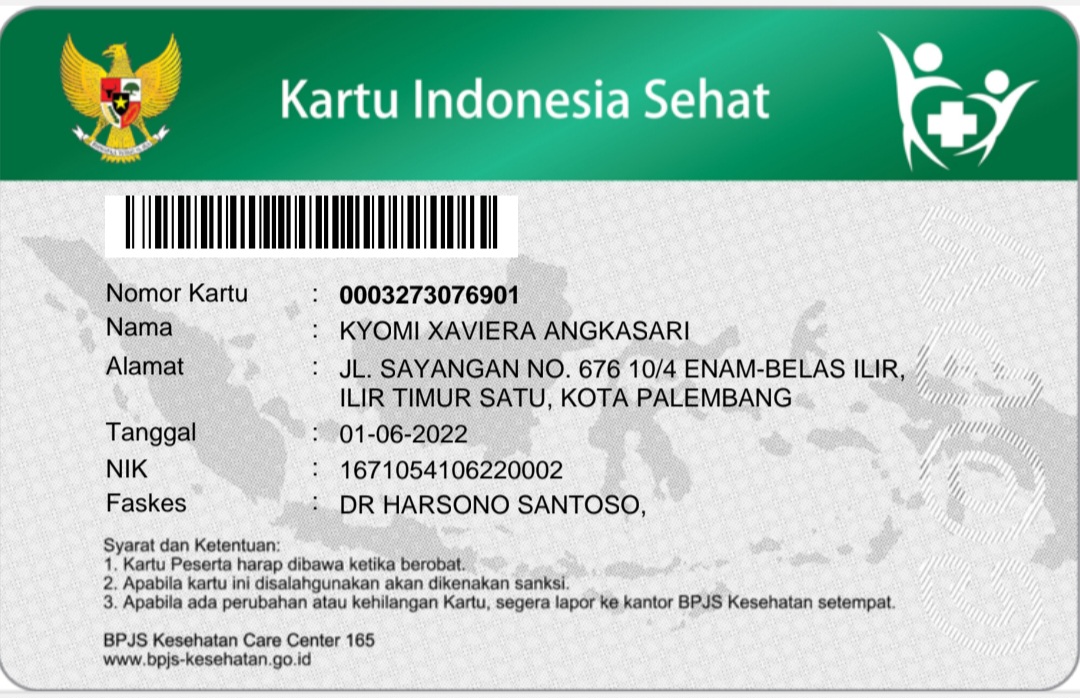 Kartu Indonesia Sehat
Nomor Kartu : 0003273076901
Nama : KYOMI XAVIERA ANGKASARI
Alamat : JL. SAYANGAN NO. 676 10/4 ENAM-BELAS ILIR,
ILIR TIMUR SATU, KOTA PALEMBANG
Tanggal : 01-06-2022
NIK : 1671054106220002
Faskes : DR HARSONO SANTOSO,
Syarat dan Ketentuan:
1. Kartu Peserta harap dibawa ketika berobat.
2. Apabila kartu ini disalahgunakan akan dikenakan sanksi.
3. Apabila ada perubahan atau kehilangan Kartu, segera lapor ke kantor BPJS Kesehatan setempat.
BPJS Kesehatan Care Center 165
www.bpjs-kesehatan.go.id